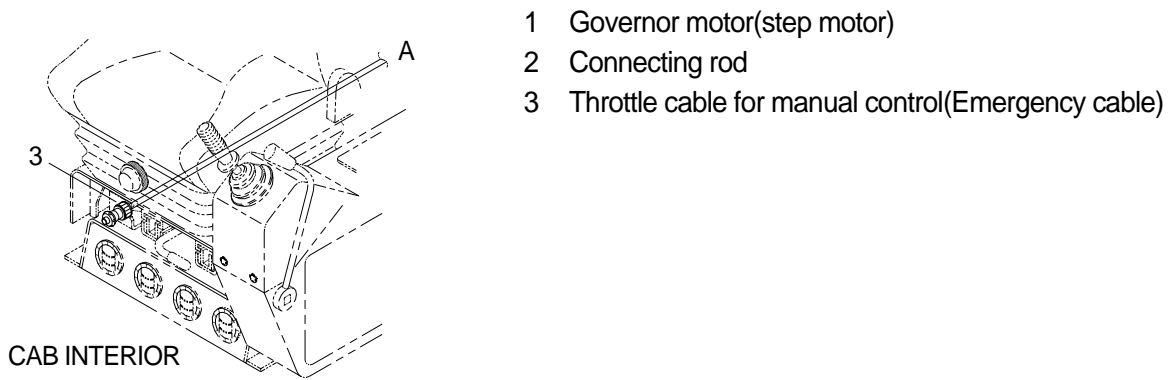 A
3
CAB INTERIOR
1 Governor motor(step motor)
2 Connecting rod
3 Throttle cable for manual control(Emergency cable)